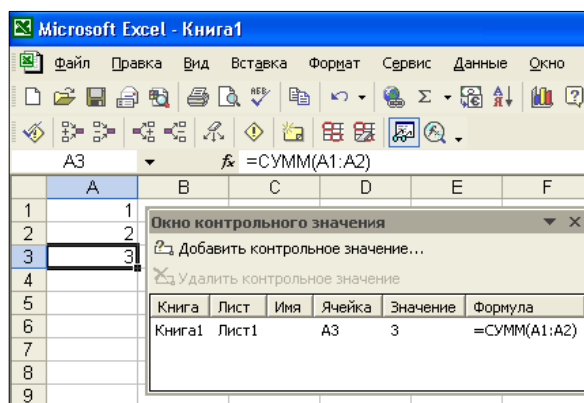 Microsoft Excel - Книга1
Файл Правка Вид Вставка Формат Сервис Данные Окно
A3 fx =СУММ(A1:A2)
A B C D E F
1 1
2 2
3 3
4
5
6
7
8
9
Окно контрольного значения
Добавить контрольное значение...
Удалить контрольное значение
Книга Лист Имя Ячейка Значение Формула
Книга1 Лист1 A3 3 =СУММ(A1:A2)